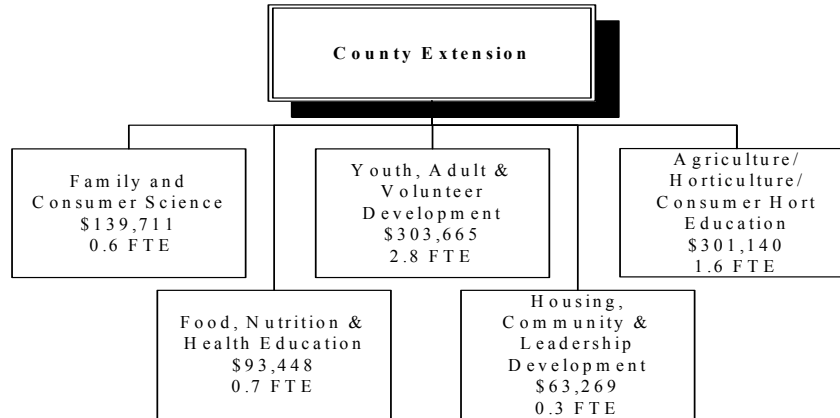 County Extension
Family and
Consumer Science
$139,711
0.6 FTE
Youth, Adult &
Volunteer
Development
$303,665
2.8 FTE
Agriculture/
Horticulture/
Consumer Hort
Education
$301,140
1.6 FTE
Food, Nutrition &
Health Education
$93,448
0.7 FTE
Housing,
Community &
Leadership
Development
$63,269
0.3 FTE